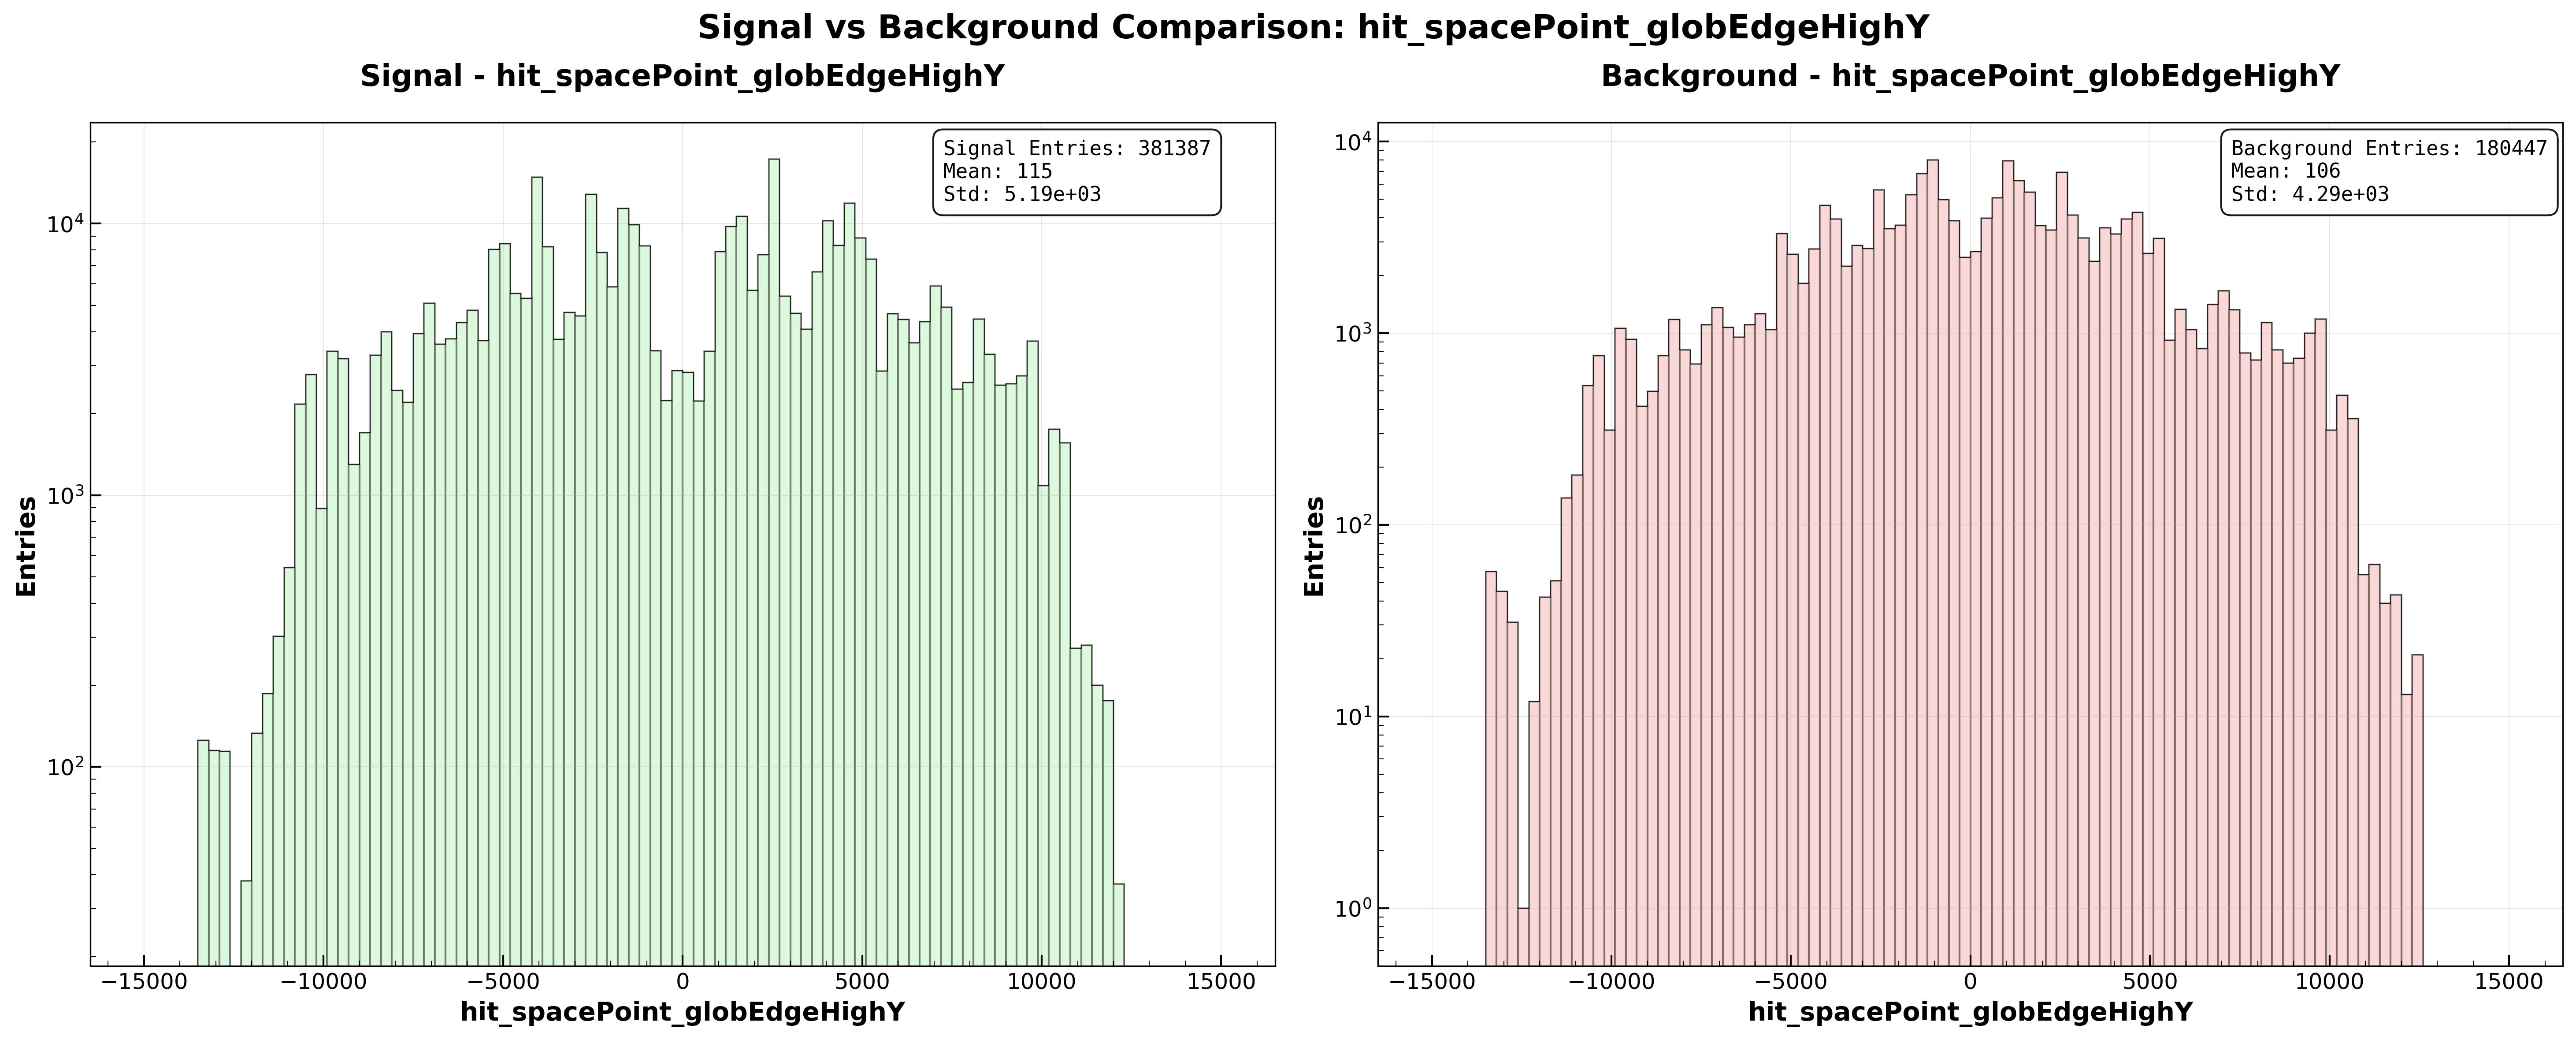 Signal vs Background Comparison: hit_spacePoint_globEdgeHighY
Signal - hit_spacePoint_globEdgeHighY
Signal Entries: 381387
Mean: 115
Std: 5.19e+03
Entries
10⁴
10³
10²
−15000 −10000 −5000 0 5000 10000 15000
hit_spacePoint_globEdgeHighY
Background - hit_spacePoint_globEdgeHighY
Background Entries: 180447
Mean: 106
Std: 4.29e+03
Entries
10⁴
10³
10²
10¹
10⁰
−15000 −10000 −5000 0 5000 10000 15000
hit_spacePoint_globEdgeHighY